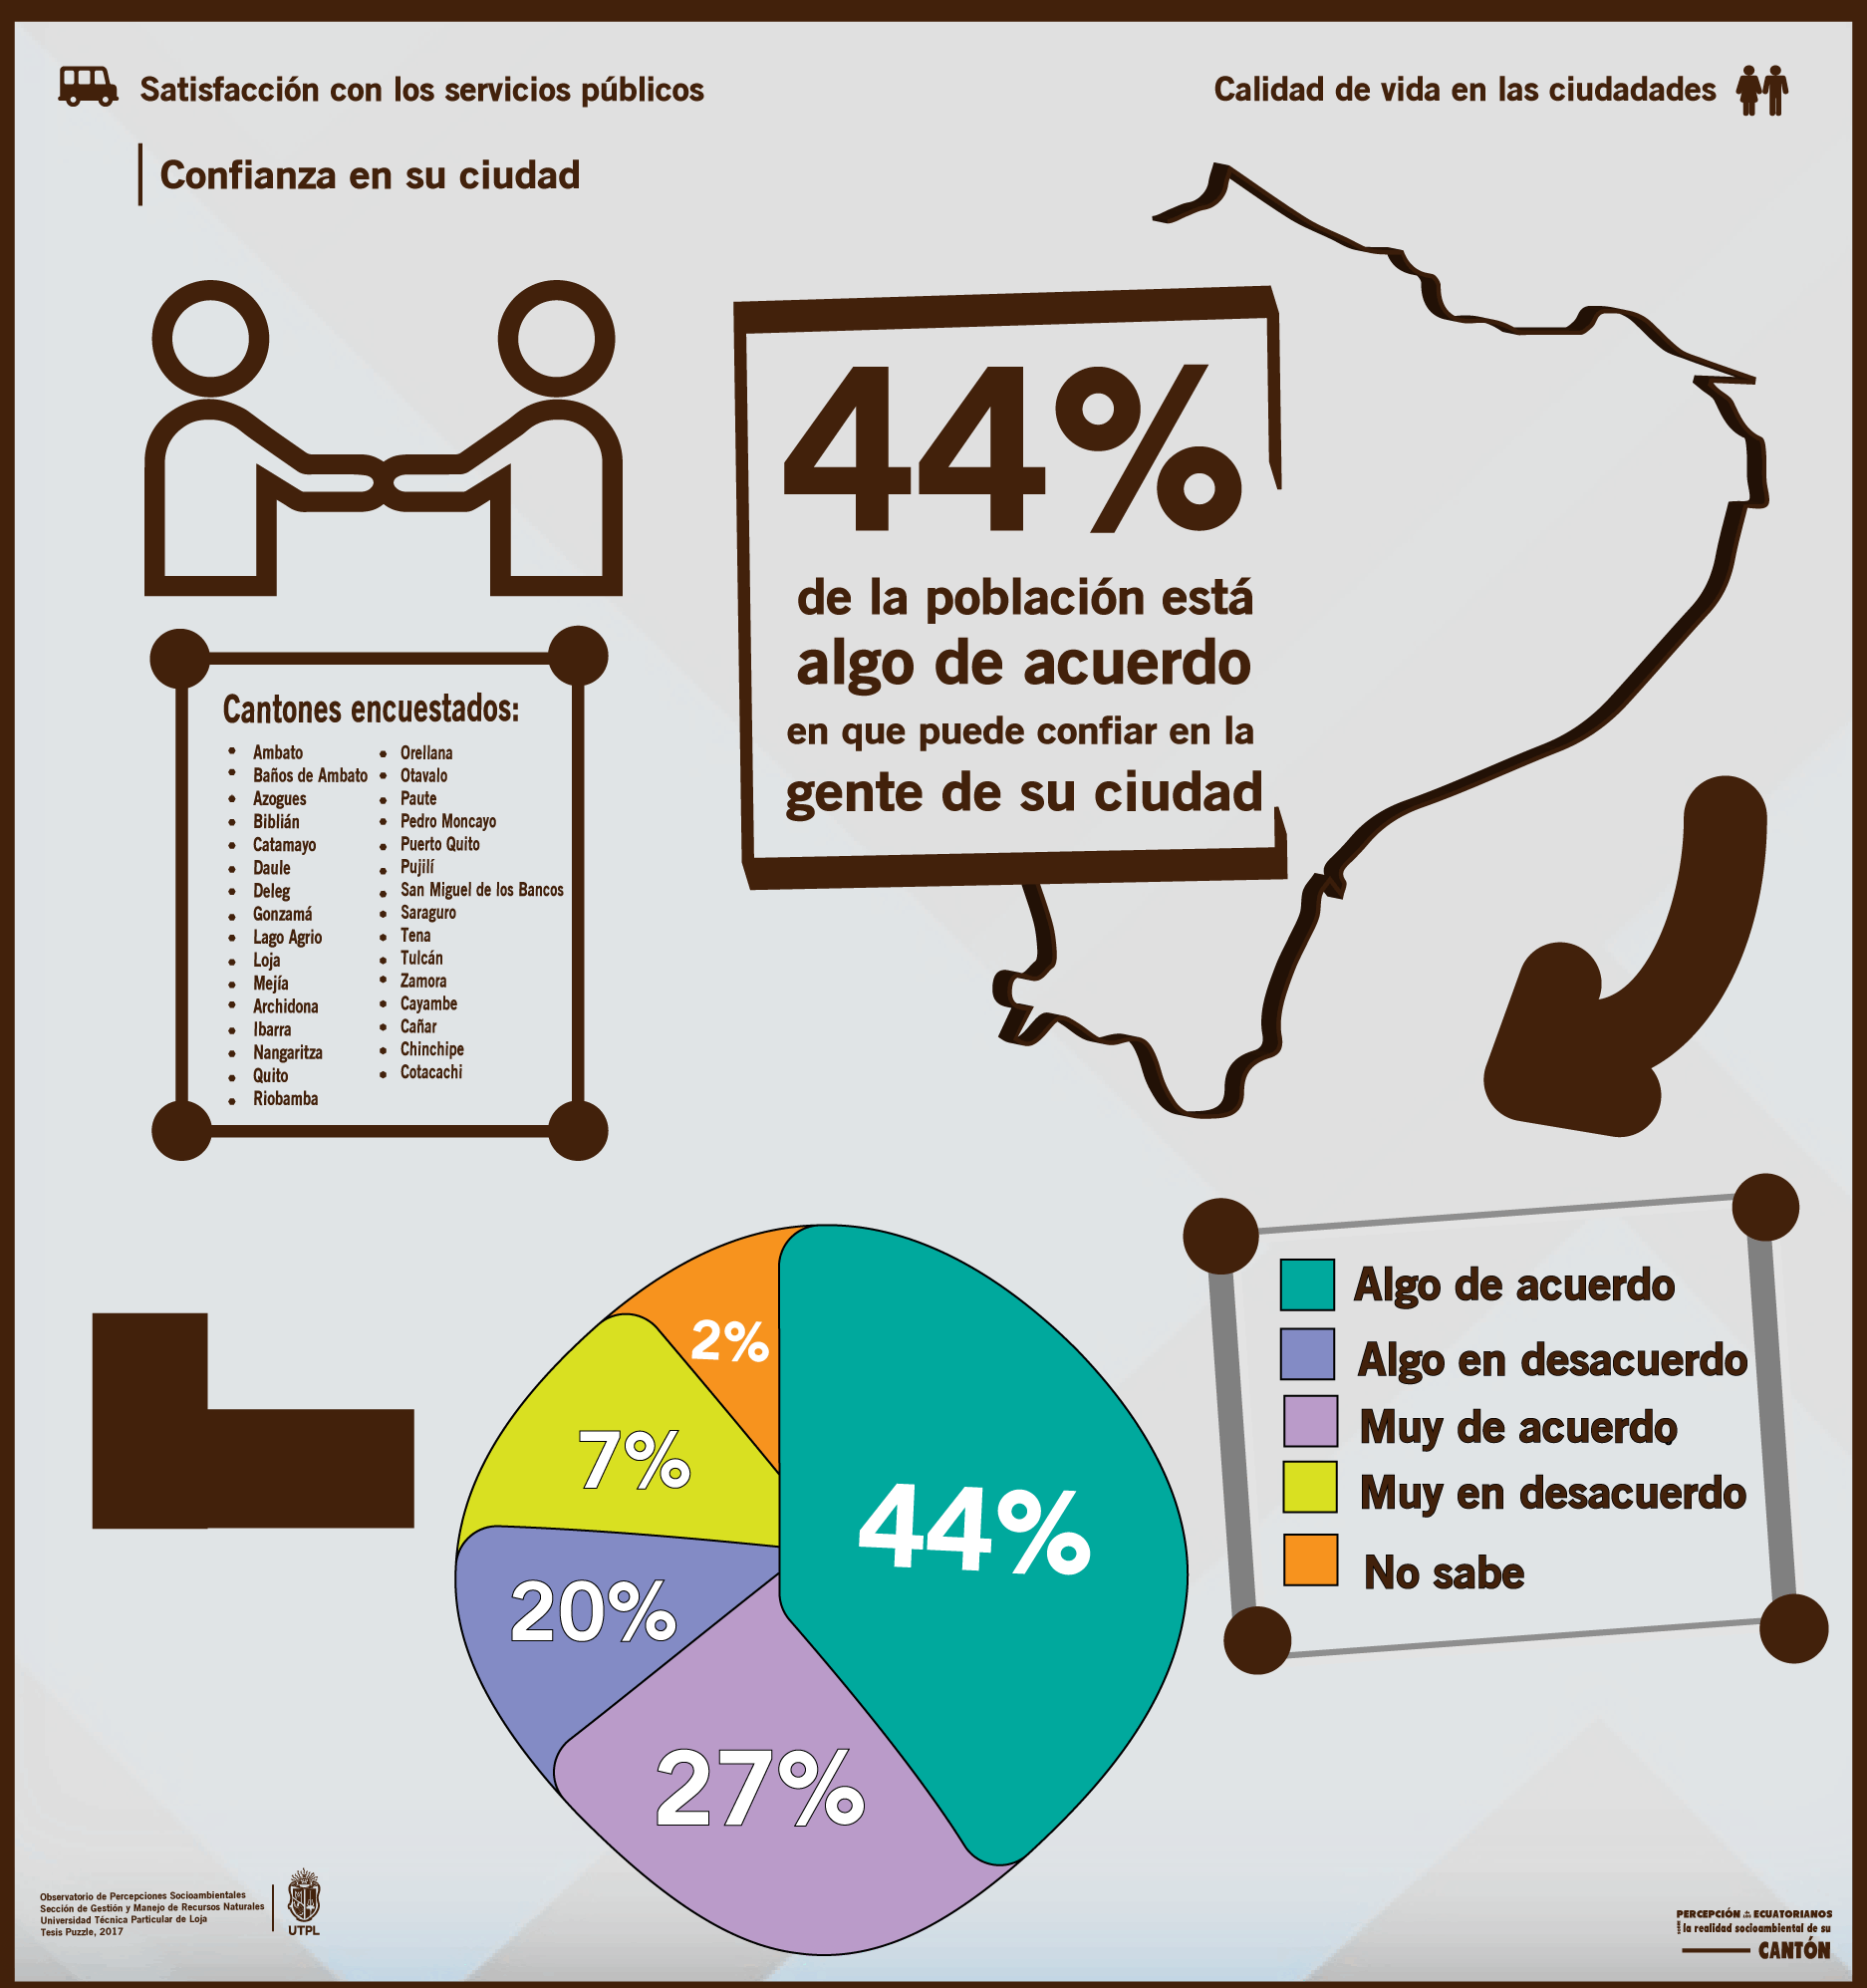 Satisfacción con los servicios públicos
Calidad de vida en las ciudadades
Confianza en su ciudad
44%
de la población está
algo de acuerdo
en que puede confiar en la
gente de su ciudad
Cantones encuestados:
Ambato
Baños de Ambato
Azogues
Biblián
Catamayo
Daule
Deleg
Gonzamá
Lago Agrio
Loja
Mejía
Archidona
Ibarra
Nangaritza
Quito
Riobamba
Orellana
Otavalo
Paute
Pedro Moncayo
Puerto Quito
Pujilí
San Miguel de los Bancos
Saraguro
Tena
Tulcán
Zamora
Cayambe
Cañar
Chinchipe
Cotacachi
2%
7%
44%
20%
27%
Algo de acuerdo
Algo en desacuerdo
Muy de acuerdo
Muy en desacuerdo
No sabe
Observatorio de Percepciones Socioambientales
Sección de Gestión y Manejo de Recursos Naturales
Universidad Técnica Particular de Loja
Tesis Puzzle, 2017
UTPL
PERCEPCIÓN ECUATORIANOS
la realidad socioambiental de su
CANTÓN